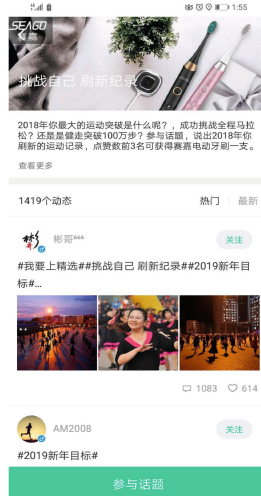 1:55
SEAGO
赛嘉
挑战自己 刷新纪录
2018年你最大的运动突破是什么呢？，成功挑战全程马拉
松？还是是健走突破100万步？参与话题，说出2018年你
刷新的运动记录，点赞数前3名可获得赛嘉电动牙刷一支。
查看更多
1419个动态
热门
最新
彬哥666
关注
#我要上精选##挑战自己 刷新纪录##2019新年目
标#...
1083
614
AM2008
关注
#2019新年目标#
参与话题